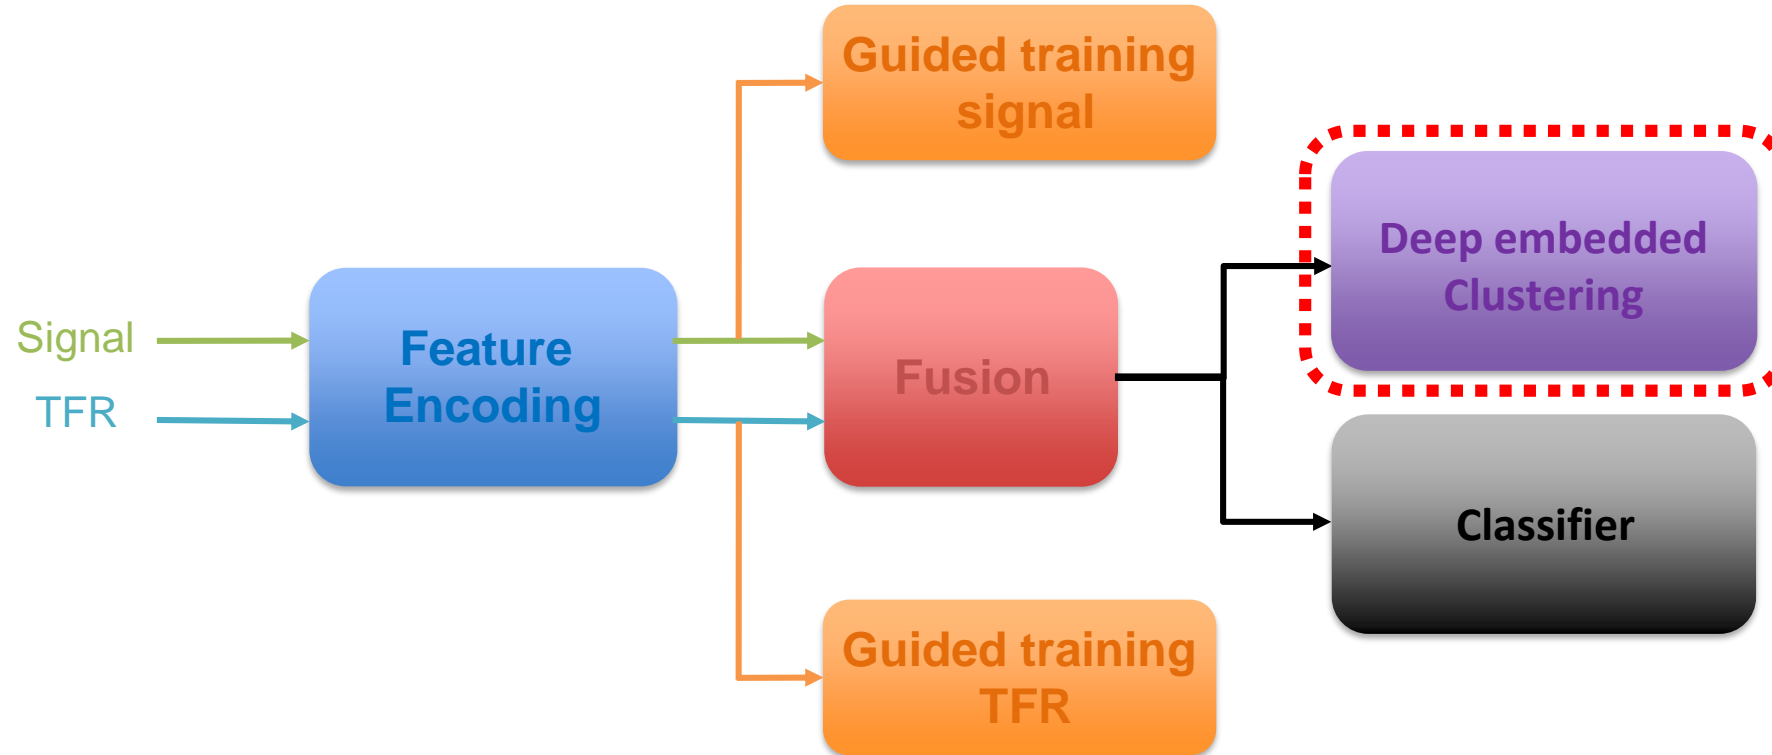 Guided training
signal
Deep embedded
Clustering
Signal
TFR
Feature
Encoding
Fusion
Classifier
Guided training
TFR